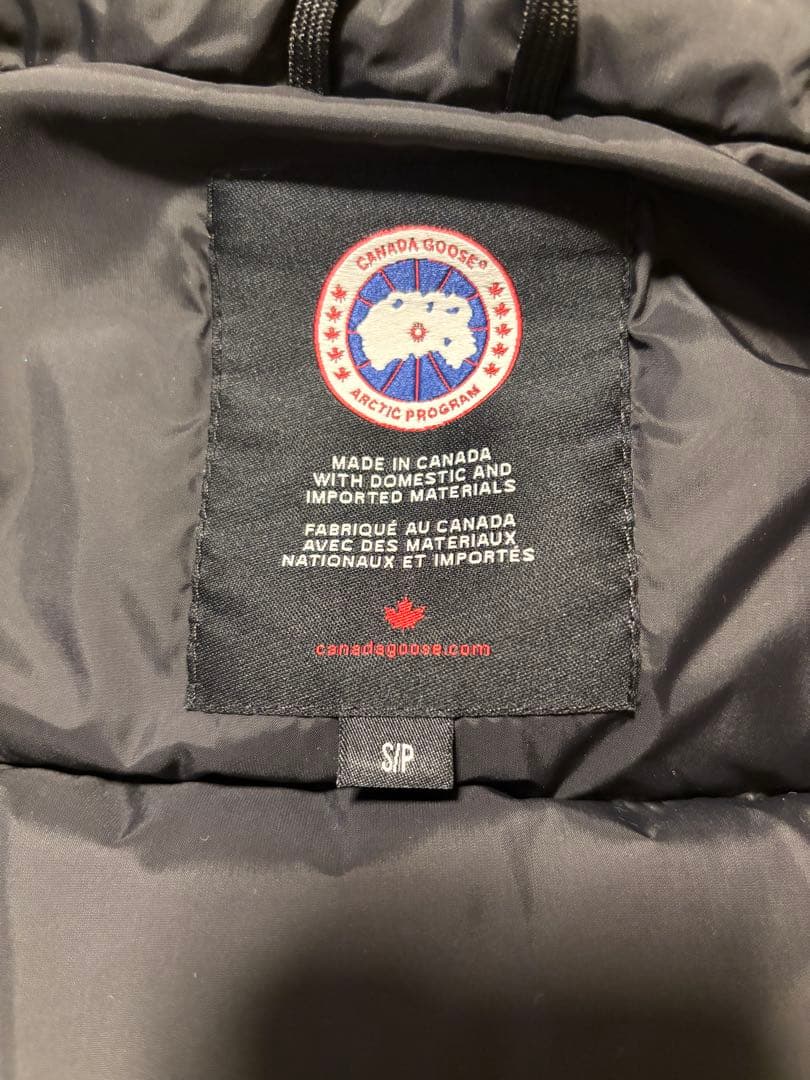 CANADA GOOSE®
ARCTIC PROGRAM
MADE IN CANADA
WITH DOMESTIC AND
IMPORTED MATERIALS
FABRIQUÉ AU CANADA
AVEC DES MATERIAUX
NATIONAUX ET IMPORTÉS
canadagoose.com
S/P